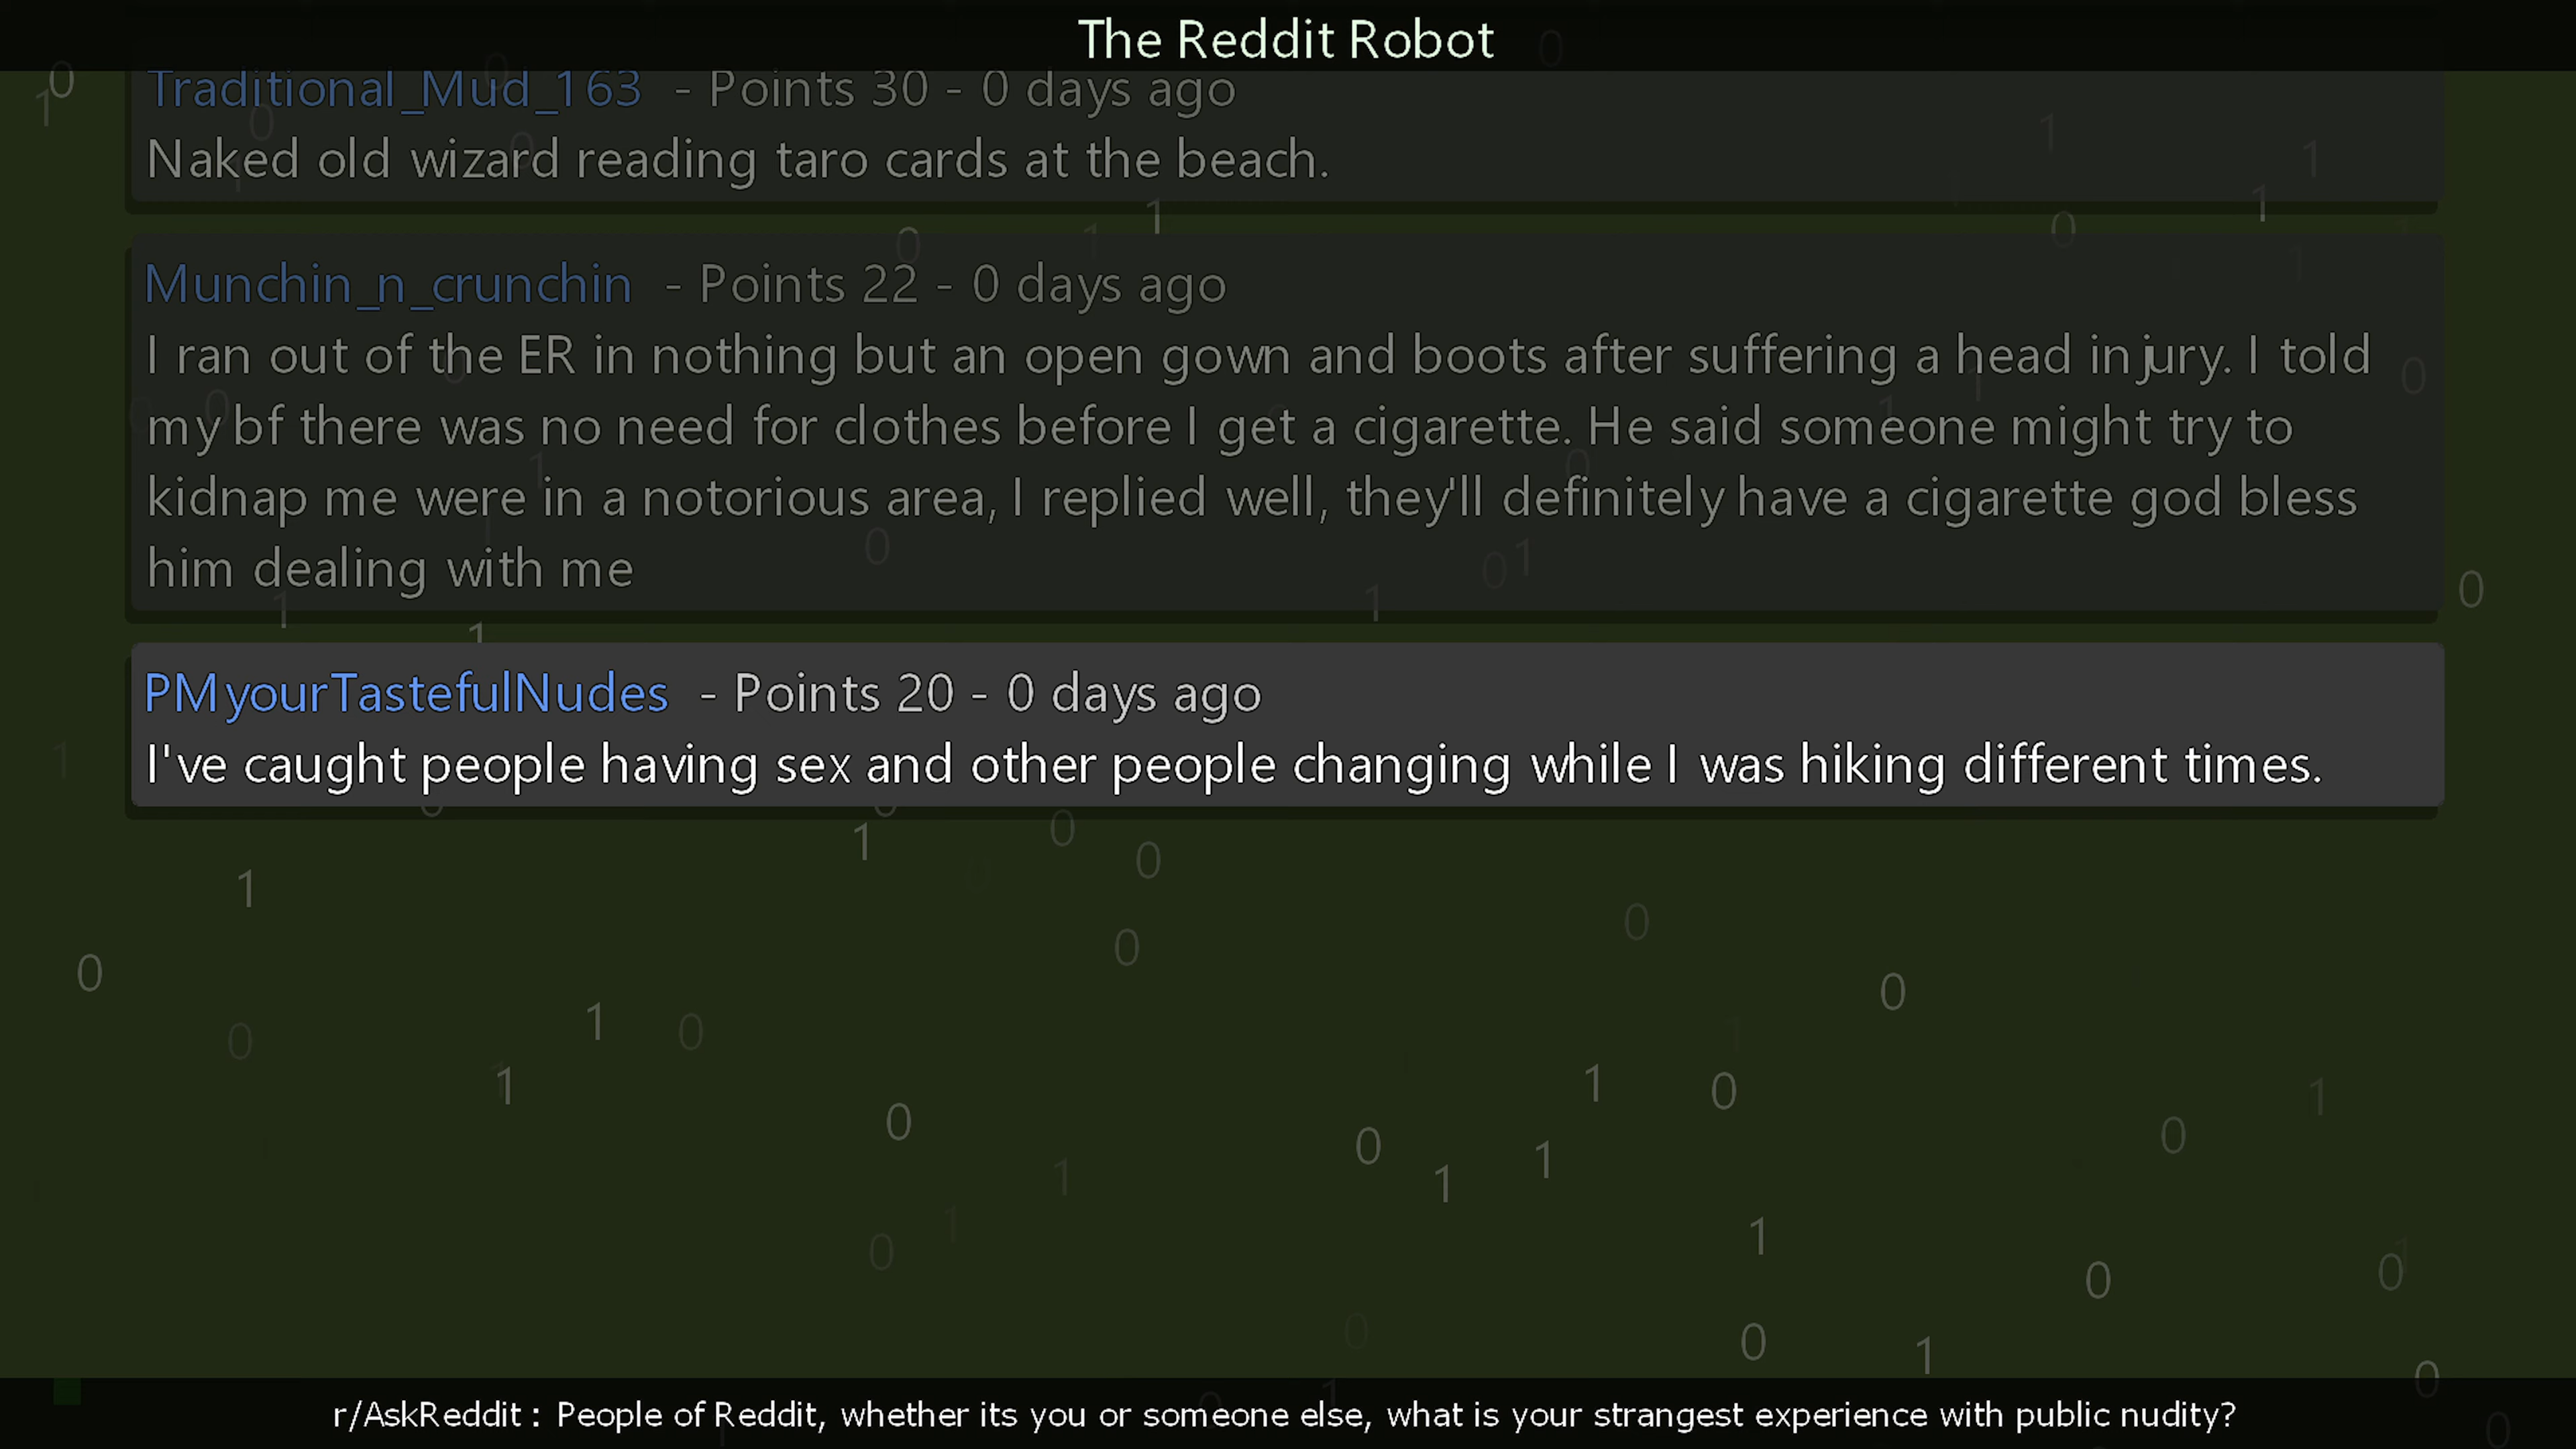 The Reddit Robot
Traditional_Mud_163 - Points 30 - 0 days ago
Naked old wizard reading taro cards at the beach.
Munchin_n_crunchin - Points 22 - 0 days ago
I ran out of the ER in nothing but an open gown and boots after suffering a head injury. I told
my bf there was no need for clothes before I get a cigarette. He said someone might try to
kidnap me were in a notorious area, I replied well, they'll definitely have a cigarette god bless
him dealing with me
PMyourTastefulNudes - Points 20 - 0 days ago
I've caught people having sex and other people changing while I was hiking different times.
r/AskReddit : People of Reddit, whether its you or someone else, what is your strangest experience with public nudity?